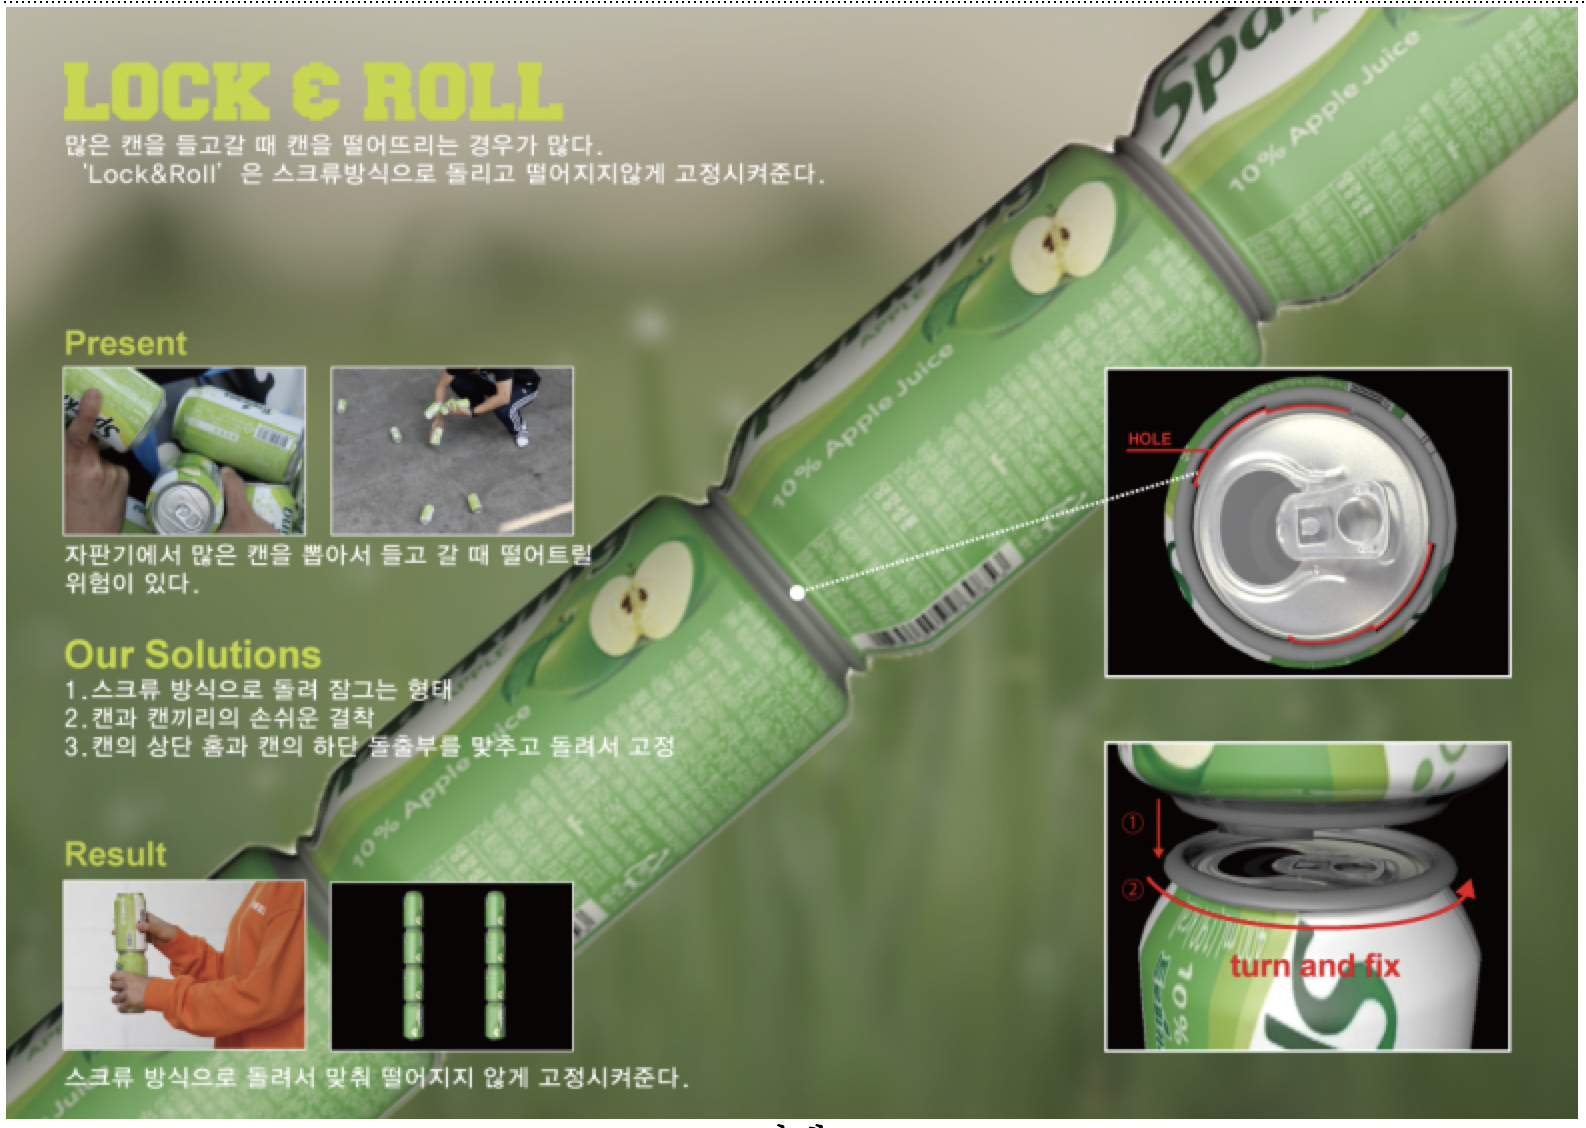 LOCK & ROLL
많은 캔을 들고갈 때 캔을 떨어뜨리는 경우가 많다.
'Lock&Roll' 은 스크류방식으로 돌리고 떨어지지않게 고정시켜준다.
10% Apple Juice
Present
APPLE
10% Apple Juice
HOLE
자판기에서 많은 캔을 뽑아서 들고 갈 때 떨어트릴
위험이 있다.
Our Solutions
1.스크류 방식으로 돌려 잠그는 형태
2.캔과 캔끼리의 손쉬운 결착
3.캔의 상단 홈과 캔의 하단 돌출부를 맞추고 돌려서 고정
10% Apple Juice
①
②
turn and fix
10%
Result
스크류 방식으로 돌려서 맞춰 떨어지지 않게 고정시켜준다.